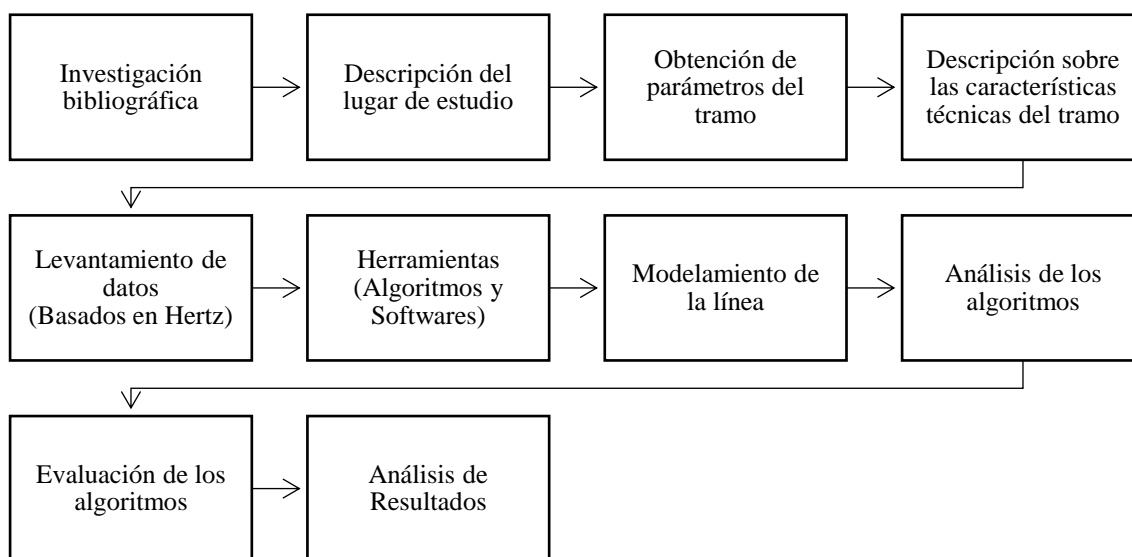 Investigación
bibliográfica
Descripción del
lugar de estudio
Obtención de
parámetros del
tramo
Descripción sobre
las características
técnicas del tramo
Levantamiento de
datos
(Basados en Hertz)
Herramientas
(Algoritmos y
Softwares)
Modelamiento de
la línea
Análisis de los
algoritmos
Evaluación de los
algoritmos
Análisis de
Resultados